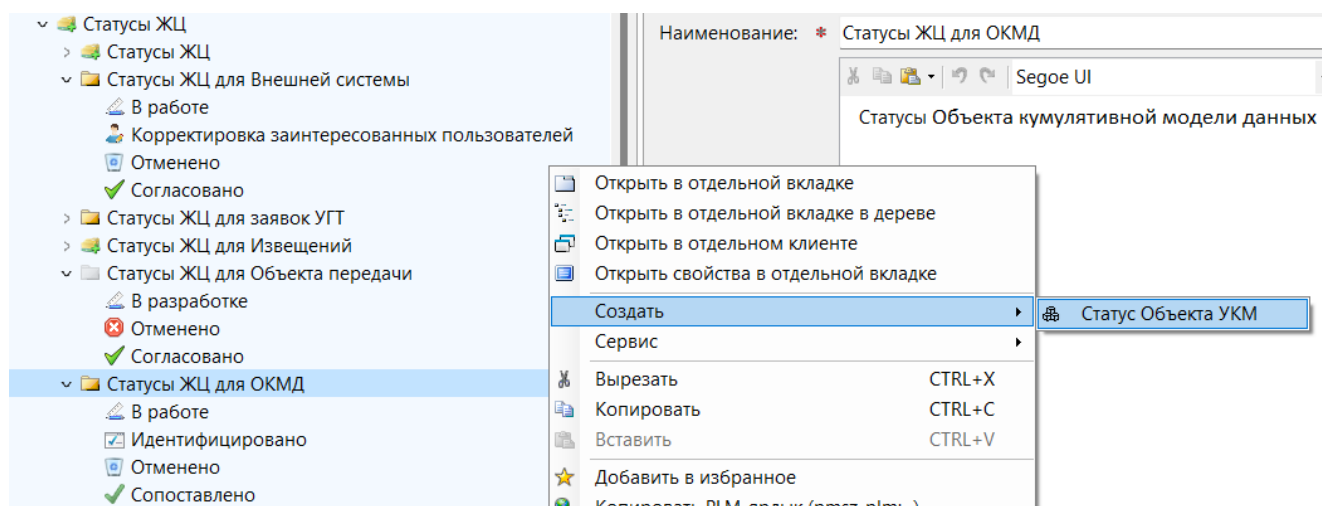 Статусы ЖЦ
Статусы ЖЦ
Статусы ЖЦ для Внешней системы
В работе
Корректировка заинтересованных пользователей
Отменено
Согласовано
Статусы ЖЦ для заявок УГТ
Статусы ЖЦ для Извещений
Статусы ЖЦ для Объекта передачи
В разработке
Отменено
Согласовано
Статусы ЖЦ для ОКМД
В работе
Идентифицировано
Отменено
Сопоставлено
Наименование: * Статусы ЖЦ для ОКМД
Segoe UI
Статусы Объекта кумулятивной модели данных
Открыть в отдельной вкладке
Открыть в отдельной вкладке в дереве
Открыть в отдельном клиенте
Открыть свойства в отдельной вкладке
Создать
Статус Объекта УКМ
Сервис
Вырезать CTRL+X
Копировать CTRL+C
Вставить CTRL+V
Добавить в избранное
Копировать PLM-ярлык